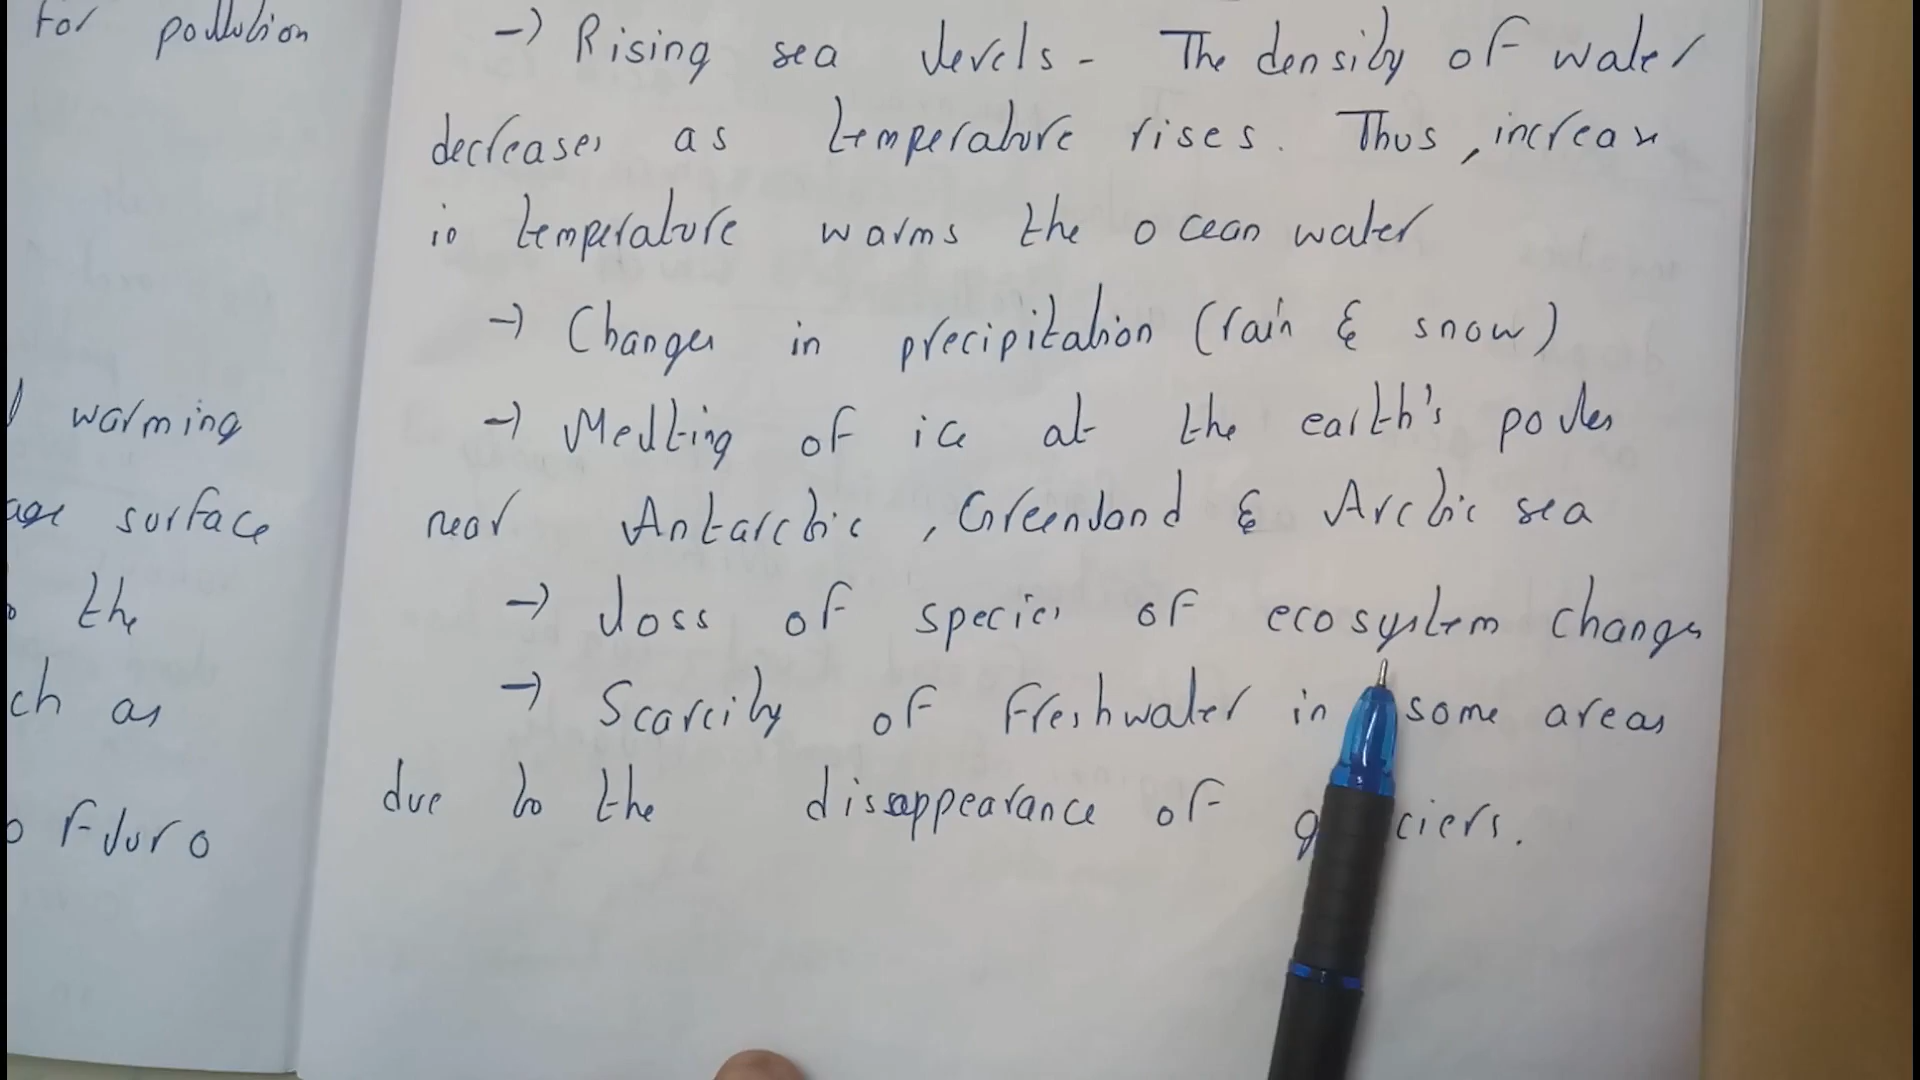 for pollution
warming
surface
the
ch as
→ Rising sea levels - The density of water
decreases as temperature rises. Thus, increase
in temperature warms the ocean water
→ Changes in precipitation (rain & snow)
→ Melting of ice at the earth's poles
near Antarctic, Greenland & Arctic sea
→ loss of species of ecosystem changes
→ Scarcity of freshwater in some areas
due to the disappearance of